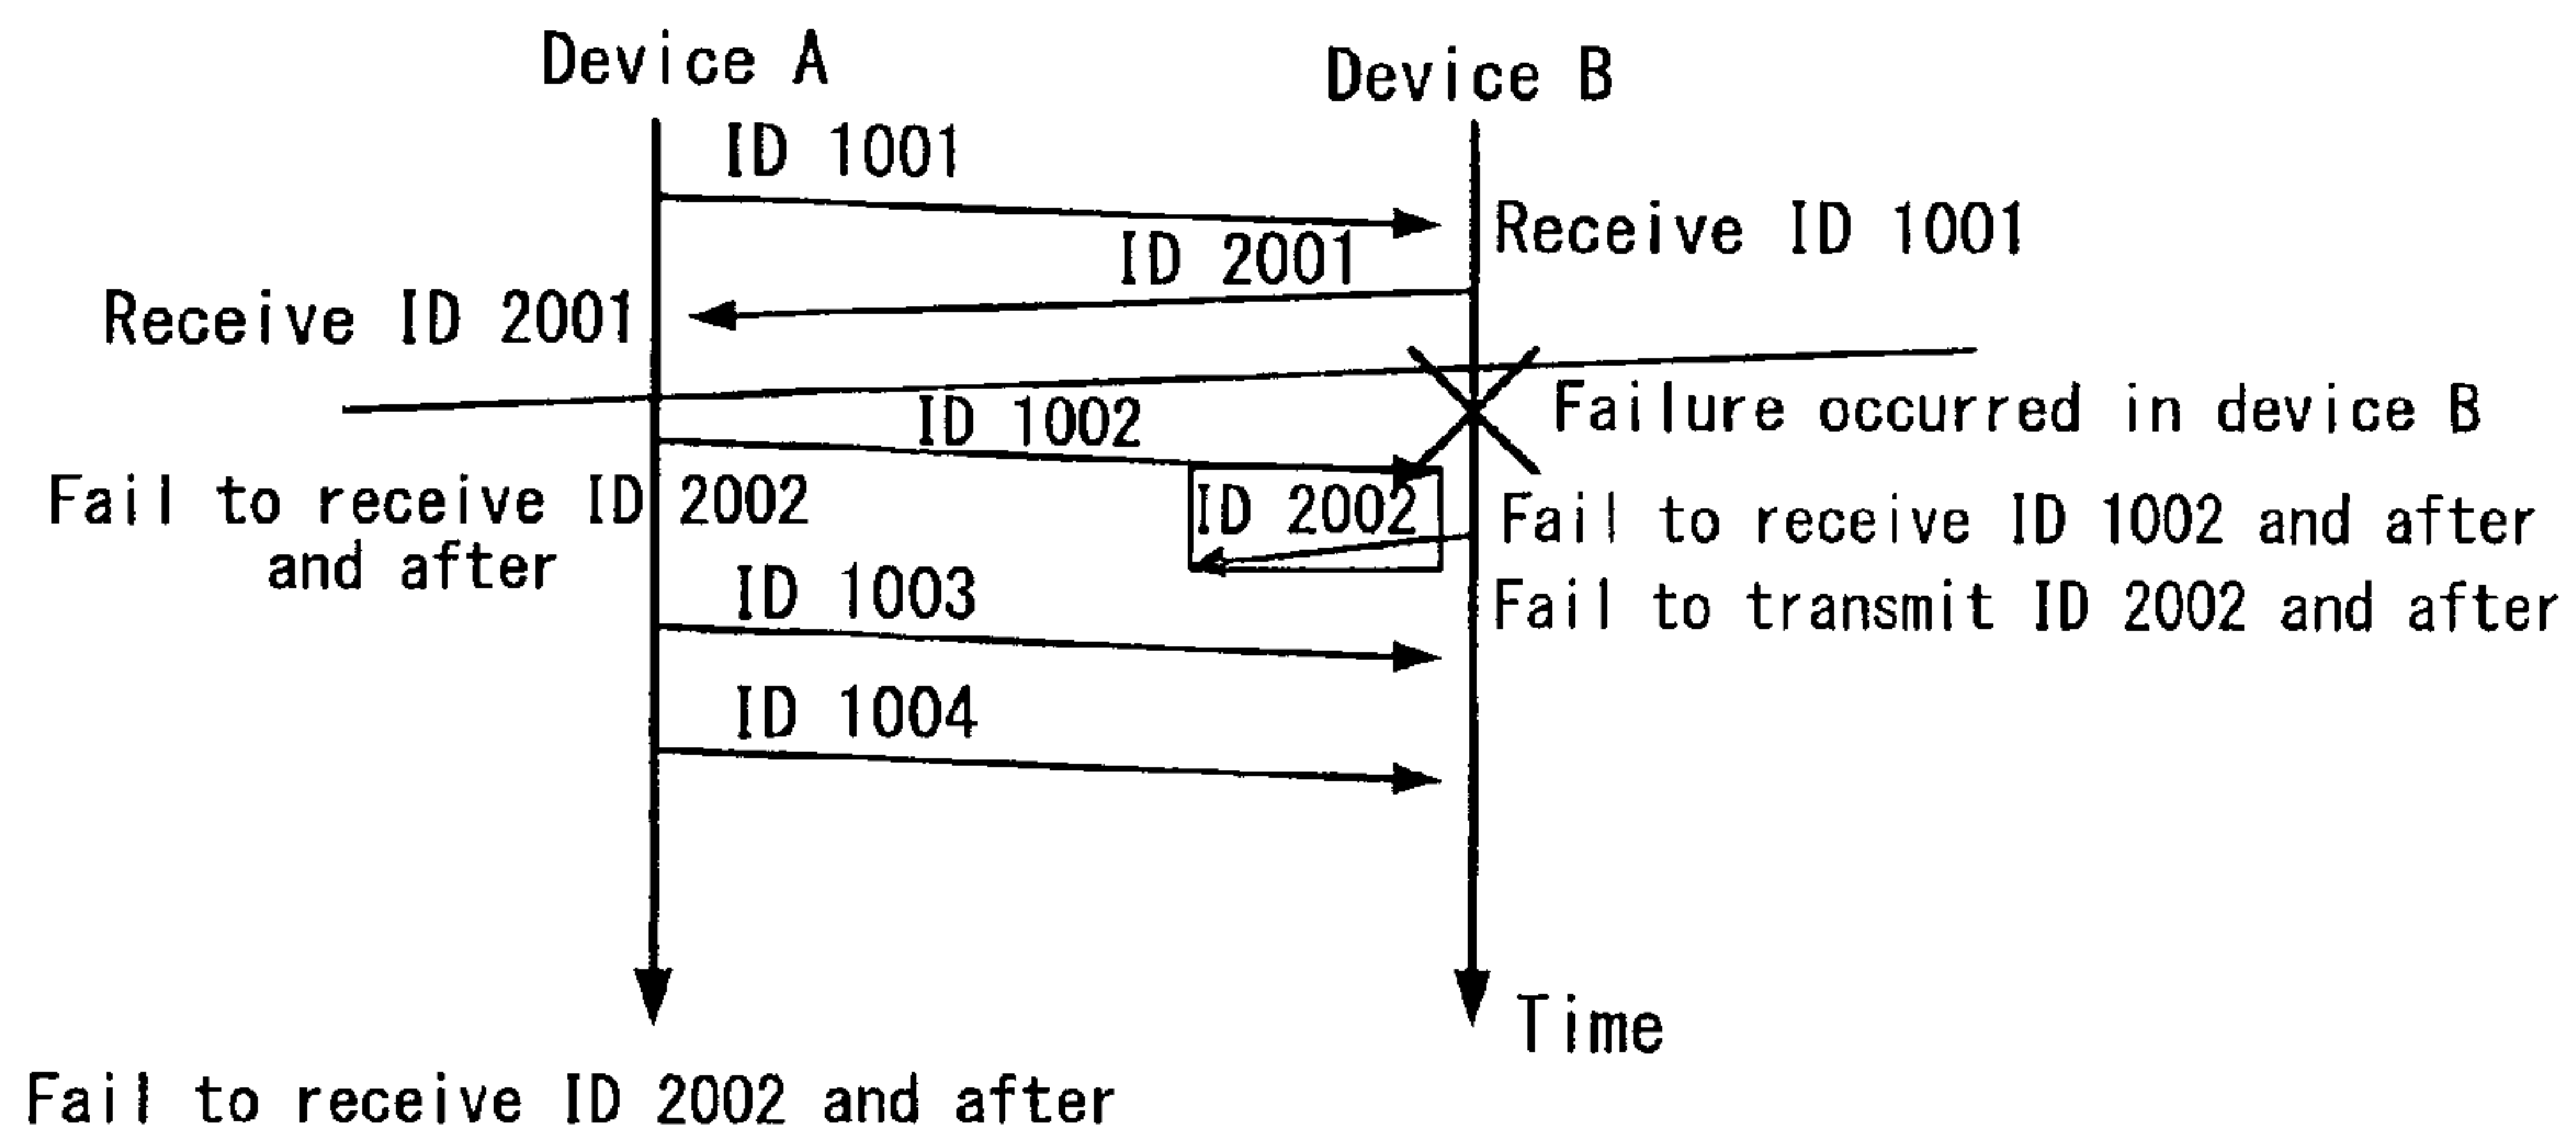 Device A
Device B
ID 1001
Receive ID 1001
ID 2001
Receive ID 2001
Failure occurred in device B
ID 1002
Fail to receive ID 2002
and after
ID 2002
Fail to receive ID 1002 and after
Fail to transmit ID 2002 and after
ID 1003
ID 1004
Time
Fail to receive ID 2002 and after